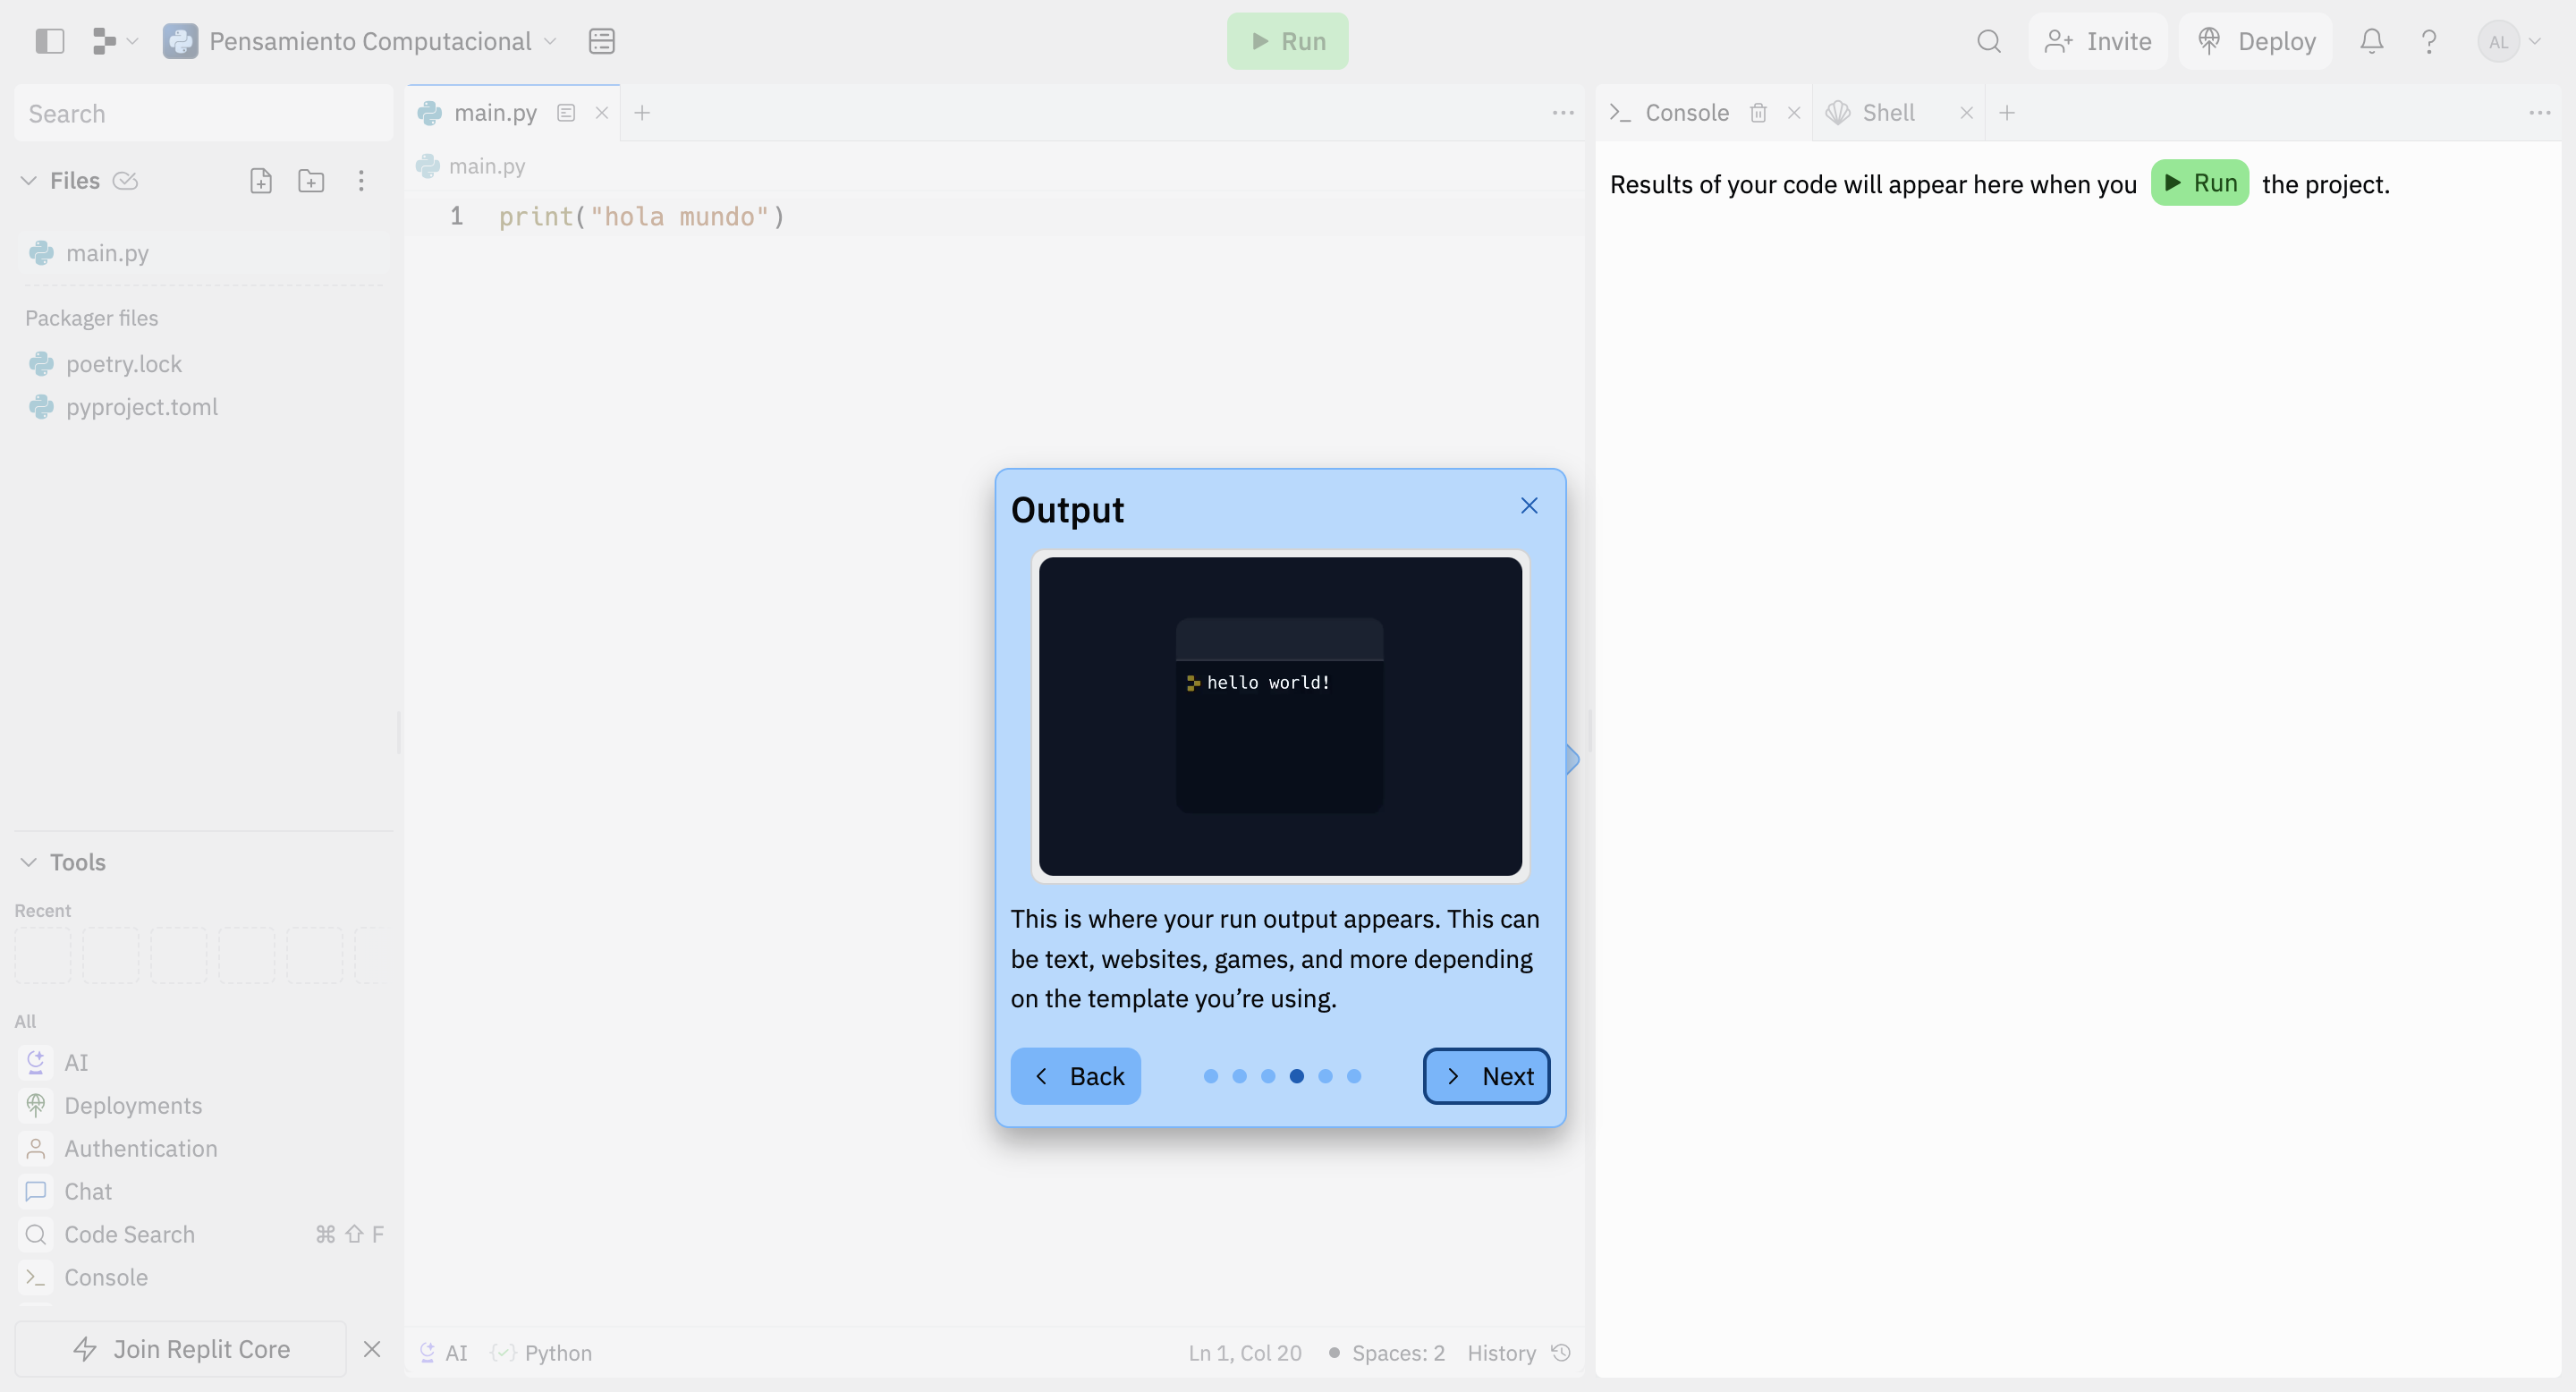 Pensamiento Computacional
Run
Invite
Deploy
AL
Search
Files
main.py
Packager files
poetry.lock
pyproject.toml
Tools
Recent
All
AI
Deployments
Authentication
Chat
Code Search ⌘ ⇧ F
Console
Join Replit Core
main.py
main.py
1 print("hola mundo")
Output
hello world!
This is where your run output appears. This can
be text, websites, games, and more depending
on the template you’re using.
Back
Next
AI
Python
Ln 1, Col 20
Spaces: 2
History
Console
Shell
Results of your code will appear here when you Run the project.